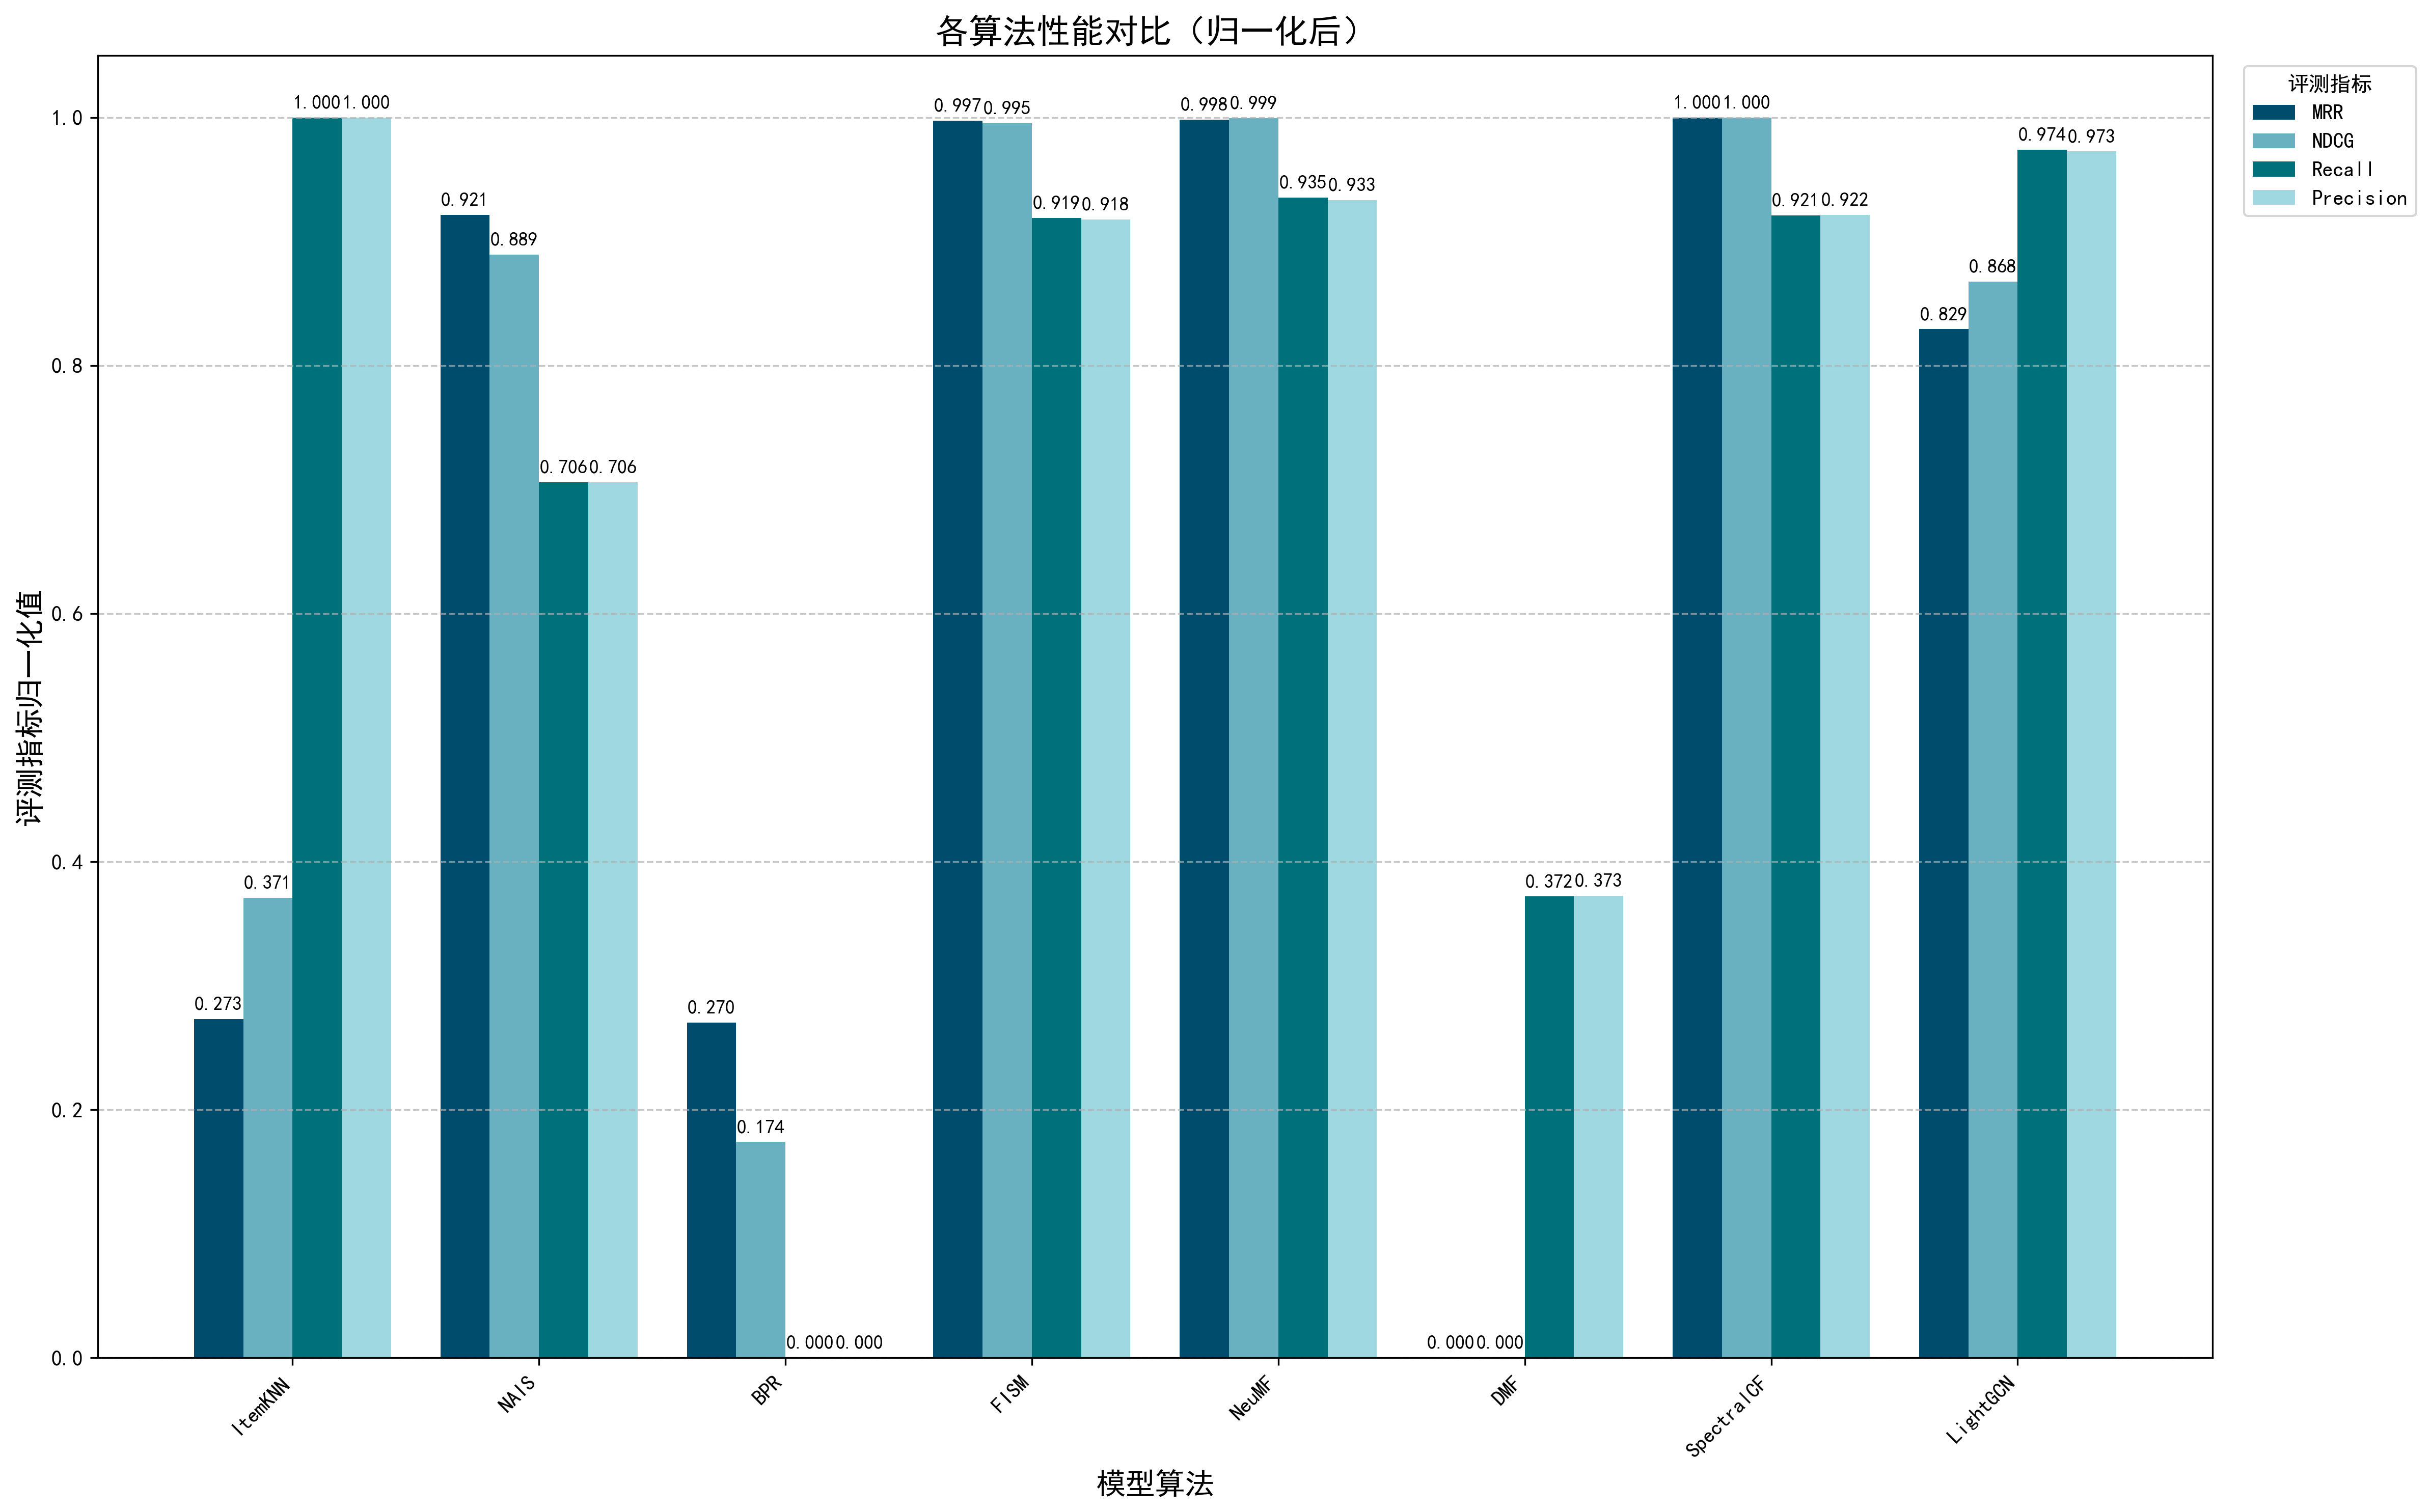 各算法性能对比（归一化后）
评测指标
MRR
NDCG
Recall
Precision
评测指标归一化值
1.0
0.8
0.6
0.4
0.2
0.0
0.273
0.371
1.000
1.000
0.921
0.889
0.706
0.706
0.270
0.174
0.000
0.000
0.997
0.995
0.919
0.918
0.998
0.999
0.935
0.933
0.000
0.000
0.372
0.373
1.000
1.000
0.921
0.922
0.829
0.868
0.974
0.973
ItemKNN
NAIS
BPR
FISM
NeuMF
DMF
SpectralCF
LightGCN
模型算法